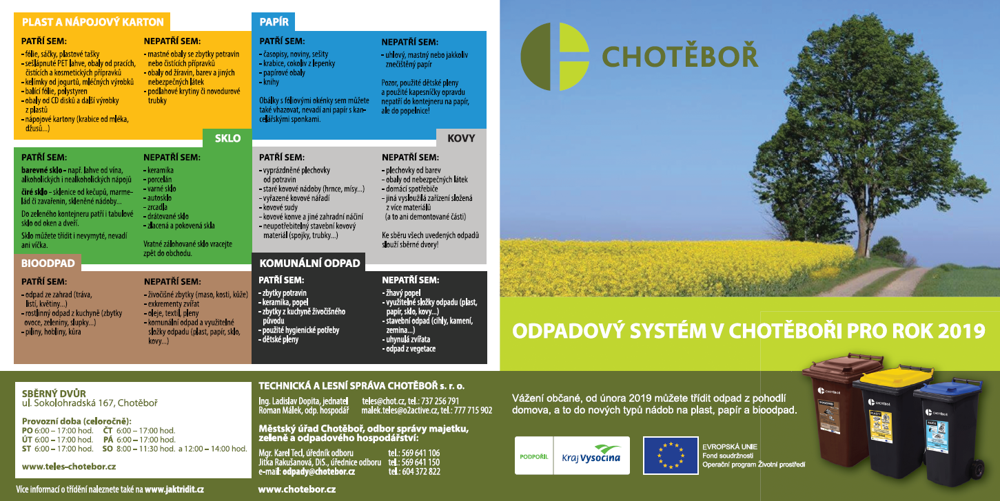 PLAST A NÁPOJOVÝ KARTON
PATŘÍ SEM:
– fólie, sáčky, plastové tašky
– sešlápnuté PET lahve, obaly od pracích,
čistících a kosmetických přípravků
– kelímky od jogurtů, mléčných výrobků
– balící fólie, polystyren
– obaly od CD disků a další výrobky
z plastů
– nápojové kartony (krabice od mléka,
džusů...)
NEPATŘÍ SEM:
– mastné obaly se zbytky potravin
nebo čistících přípravků
– obaly od žíravin, barev a jiných
nebezpečných látek
– podlahové krytiny či novodurové
trubky
PAPÍR
PATŘÍ SEM:
– časopisy, noviny, sešity
– krabice, cokoliv z lepenky
– papírové obaly
– knihy
Obálky s fóliovými okénky sem můžete
také vhazovat, nevadí ani papír s kan–
celářskými sponkami.
NEPATŘÍ SEM:
– uhlový, mastný nebo jakkoliv
znečištěný papír
Pozor, použité dětské pleny
a použité kapesníčky opravdu
nepatří do kontejneru na papír,
ale do popelnice!
SKLO
PATŘÍ SEM:
barevné sklo – např. lahve od vína,
alkoholických i nealkoholických nápojů
čiré sklo – sklenice od kečupů, marme–
lád či zavařenin, skleněné nádoby...
Do zeleného kontejneru patří i tabulové
sklo od oken a dveří.
Sklo můžete třídit i nevymyté, nevadí
ani víčka.
NEPATŘÍ SEM:
– keramika
– porcelán
– varné sklo
– autosklo
– zrcadla
– drátované sklo
– zlacená a pokovená skla
Vratné zálohované sklo vracejte
zpět do obchodu.
KOVY
PATŘÍ SEM:
– vyprázdněné plechovky
od potravin
– staré kovové nádoby (hrnce, mísy...)
– vyřazené kovové nářadí
– kovové sudy
– kovové konve a jiné zahradní náčiní
– neupotřebitelný stavební kovový
materiál (spojky, trubky...)
NEPATŘÍ SEM:
– plechovky od barev
– obaly od nebezpečných látek
– domácí spotřebiče
– jiná vysloužilá zařízení složená
z více materiálů
(a to ani demontované části)
Ke sběru všech uvedených odpadů
slouží sběrné dvory!
BIOODPAD
PATŘÍ SEM:
– odpad ze zahrad (tráva,
listí, květiny...)
– rostlinný odpad z kuchyně (zbytky
ovoce, zeleniny, slupky...)
– piliny, hobliny, kůra
NEPATŘÍ SEM:
– živočišné zbytky (maso, kosti, kůže)
– exkrementy zvířat
– oleje, textil, pleny
– komunální odpad a využitelné
složky odpadu (plast, papír, sklo,
kovy...)
KOMUNÁLNÍ ODPAD
PATŘÍ SEM:
– zbytky potravin
– keramika, popel
– zbytky z kuchyně živočišného
původu
– použité hygienické potřeby
– dětské pleny
NEPATŘÍ SEM:
– žhavý popel
– využitelné složky odpadu (plast,
papír, sklo, kovy...)
– stavební odpad (cihly, kamení,
zemina...)
– uhynulá zvířata
– odpad z vegetace
SBĚRNÝ DVŮR
ul. Sokolohradská 167, Chotěboř
Provozní doba (celoročně):
PO 6:00 – 17:00 hod. ČT 6:00 – 17:00 hod.
ÚT 6:00 – 17:00 hod. PÁ 6:00 – 17:00 hod.
ST 6:00 – 17:00 hod. SO 8:00 – 11:30 hod. a 12:00 – 14:00 hod.
www.teles–chotebor.cz
Více informací o třídění naleznete také na www.jaktridit.cz
TECHNICKÁ A LESNÍ SPRÁVA CHOTĚBOŘ s. r. o.
Ing. Ladislav Dopita, jednatel teles@chot.cz, tel.: 737 256 791
Roman Málek, odp. hospodář malek.teles@o2active.cz, tel.: 777 715 902
Městský úřad Chotěboř, odbor správy majetku,
zeleně a odpadového hospodářství:
Mgr. Karel Tecl, úředník odboru tel.: 569 641 106
Jitka Rakušanová, DiS., úřednice odboru tel.: 569 641 150
e–mail: odpady@chotebor.cz tel.: 604 372 822
www.chotebor.cz
CHOTĚBOŘ
ODPADOVÝ SYSTÉM V CHOTĚBOŘI PRO ROK 2019
Vážení občané, od února 2019 můžete třídit odpad z pohodlí
domova, a to do nových typů nádob na plast, papír a bioodpad.
PODPOŘIL Kraj Vysočina
EVROPSKÁ UNIE
Fond soudržnosti
Operační program Životní prostředí
CHOTĚBOŘ
BIOODPAD
CHOTĚBOŘ
PLASTY
CHOTĚBOŘ
PAPÍR